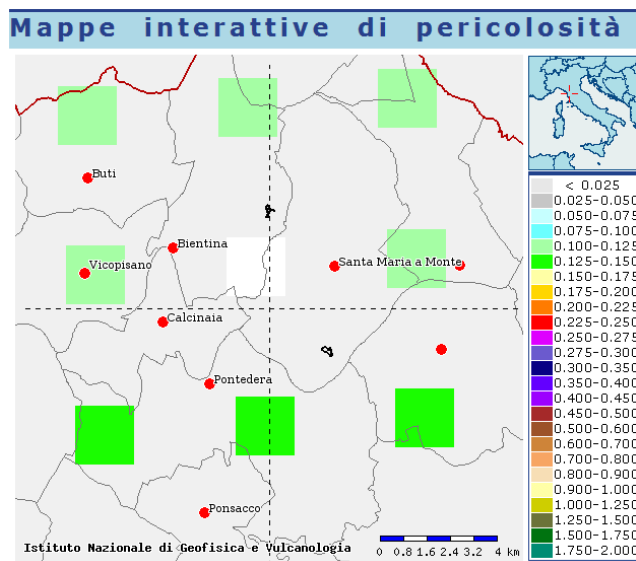 Mappe interattive di pericolosità
Buti
Bientina
Vicopisano
Santa Maria a Monte
Calcinaia
Pontedera
Ponsacco
Istituto Nazionale di Geofisica e Vulcanologia
0 0.8 1.6 2.4 3.2 4 km
< 0.025
0.025-0.050
0.050-0.075
0.075-0.100
0.100-0.125
0.125-0.150
0.150-0.175
0.175-0.200
0.200-0.225
0.225-0.250
0.250-0.275
0.275-0.300
0.300-0.350
0.350-0.400
0.400-0.450
0.450-0.500
0.500-0.600
0.600-0.700
0.700-0.800
0.800-0.900
0.900-1.000
1.000-1.250
1.250-1.500
1.500-1.750
1.750-2.000